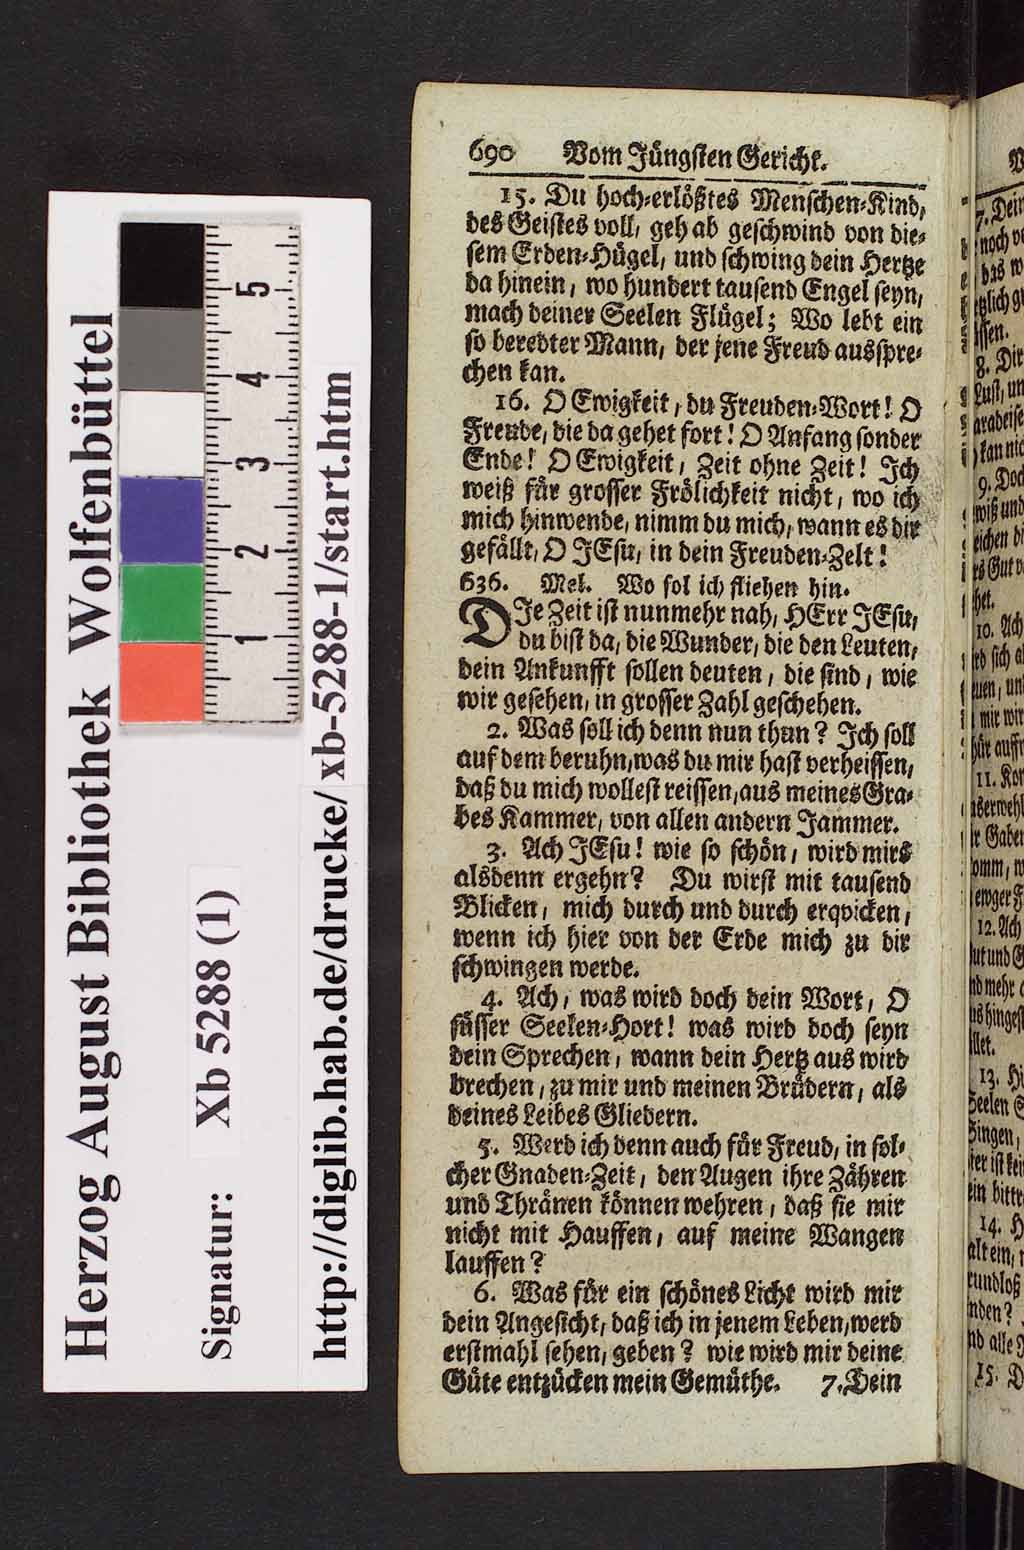 Herzog August Bibliothek Wolfenbüttel
Signatur: Xb 5288 (1)
http://diglib.hab.de/drucke/ xb-5288-1/start.htm
1 2 3 4 5
690 Vom Jüngsten Gericht.
15. Du hoch-erlößtes Menschen-Kind,
des Geistes voll, geh ab geschwind von die-
sem Erden-Hügel, und schwing dein Hertze
da hinein, wo hundert tausend Engel seyn,
mach deiner Seelen Flügel; Wo lebt ein
so beredter Mann, der jene Freud ausspre-
chen kan.
16. O Ewigkeit, du Freuden-Wort! O
Freude, die da gehet fort! O Anfang sonder
Ende! O Ewigkeit, Zeit ohne Zeit! Ich
weiß für grosser Frölichkeit nicht, wo ich
mich hinwende, nimm du mich, wann es dir
gefällt, O JEsu, in dein Freuden-Zelt!
636. Mel. Wo sol ich fliehen hin.
DIe Zeit ist nunmehr nah, HErr JEsu,
du bist da, die Wunder, die den Leuten,
dein Ankunfft sollen deuten, die sind, wie
wir gesehen, in grosser Zahl geschehen.
2. Was soll ich denn nun thun? Ich soll
auf dem beruhn, was du mir hast verheissen,
daß du mich wollest reissen, aus meines Gra-
bes Kammer, von allen andern Jammer.
3. Ach JEsu! wie so schön, wird mirs
alsdenn ergehn? Du wirst mit tausend
Blicken, mich durch und durch erqvicken,
wenn ich hier von der Erde mich zu dir
schwingen werde.
4. Ach, was wird doch dein Wort, O
süsser Seelen-Hort! was wird doch seyn
dein Sprechen, wann dein Hertz aus wird
brechen, zu mir und meinen Brüdern, als
deines Leibes Gliedern.
5. Werd ich denn auch für Freud, in sol-
cher Gnaden-Zeit, den Augen ihre Zähren
und Thränen können wehren, daß sie mir
nicht mit Hauffen, auf meine Wangen
lauffen?
6. Was für ein schönes Licht wird mir
dein Angesicht, daß ich in jenem Leben, werd
erstmahl sehen, geben? wie wird mir deine
Güte entzücken mein Gemüthe. 7. Dein